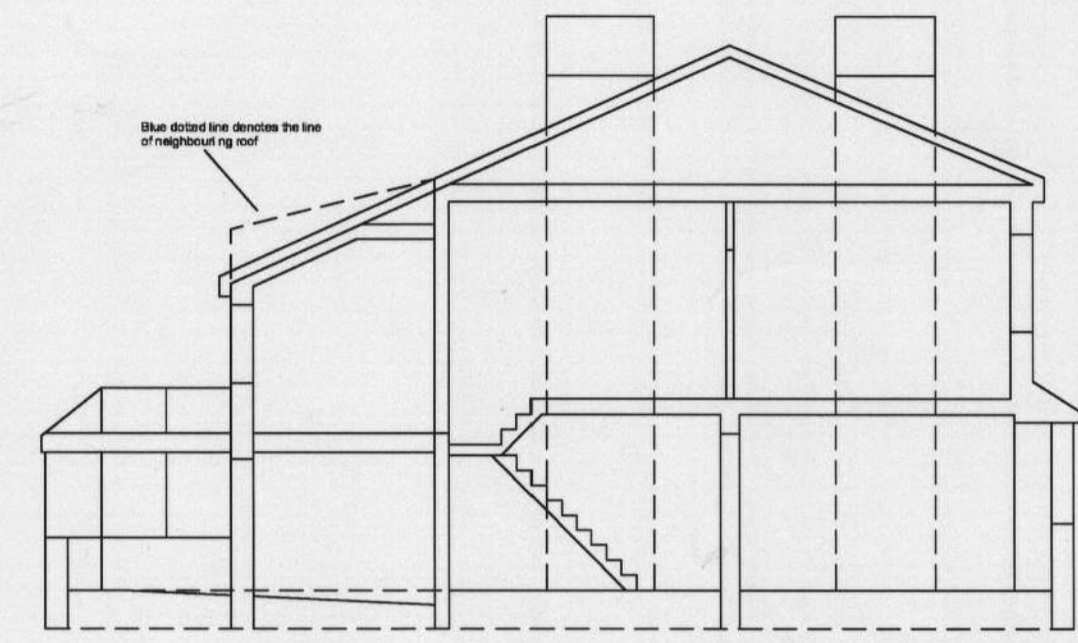 Blue dotted line denotes the line
of neighbouri ng roof